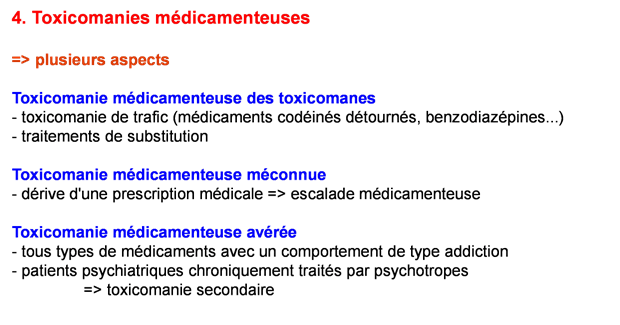 4. Toxicomanies médicamenteuses
=> plusieurs aspects
Toxicomanie médicamenteuse des toxicomanes
- toxicomanie de trafic (médicaments codéinés détournés, benzodiazépines...)
- traitements de substitution
Toxicomanie médicamenteuse méconnue
- dérive d'une prescription médicale => escalade médicamenteuse
Toxicomanie médicamenteuse avérée
- tous types de médicaments avec un comportement de type addiction
- patients psychiatriques chroniquement traités par psychotropes
=> toxicomanie secondaire